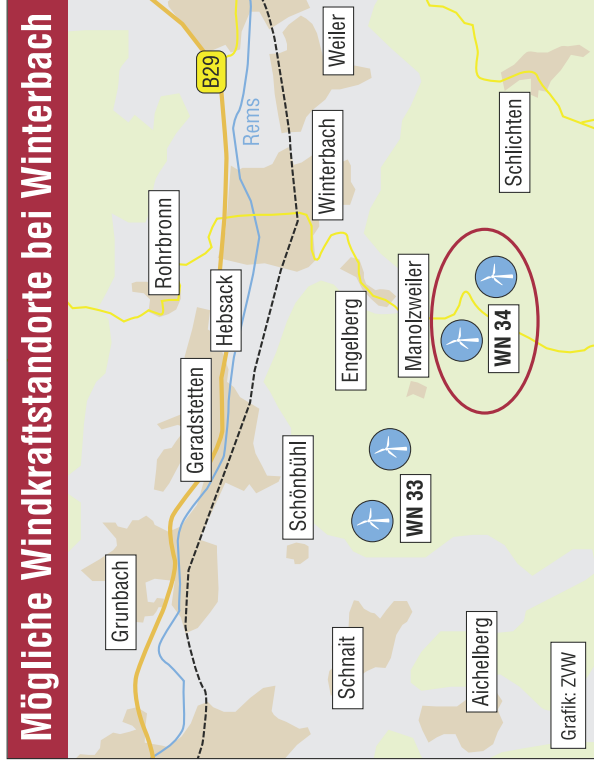 Mögliche Windkraftstandorte bei Winterbach
Grunbach
Rohrbronn
B29
Geradstetten
Hebsack
Rems
Weiler
Schönbühl
Winterbach
Engelberg
Schnait
WN 33
Manolzweiler
Aichelberg
WN 34
Schlichten
Grafik: ZVW